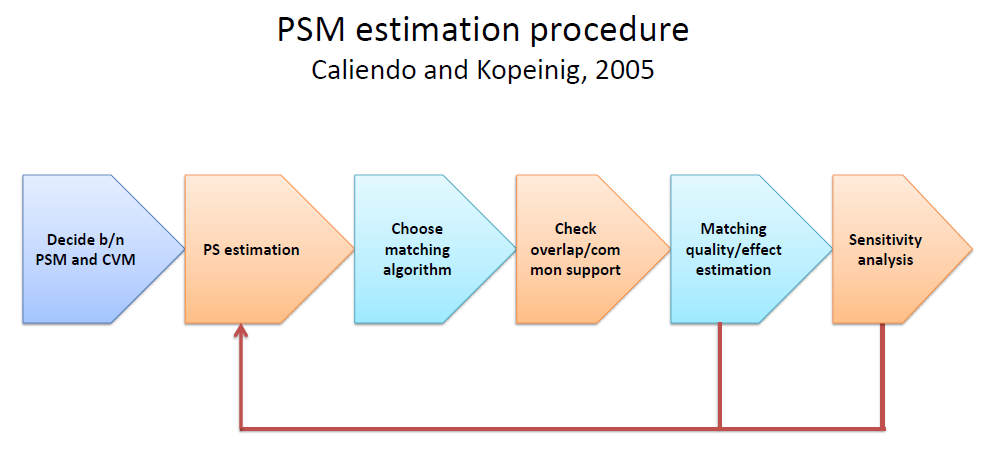 PSM estimation procedure
Caliendo and Kopeinig, 2005
Decide b/n
PSM and CVM
PS estimation
Choose
matching
algorithm
Check
overlap/com
mon support
Matching
quality/effect
estimation
Sensitivity
analysis